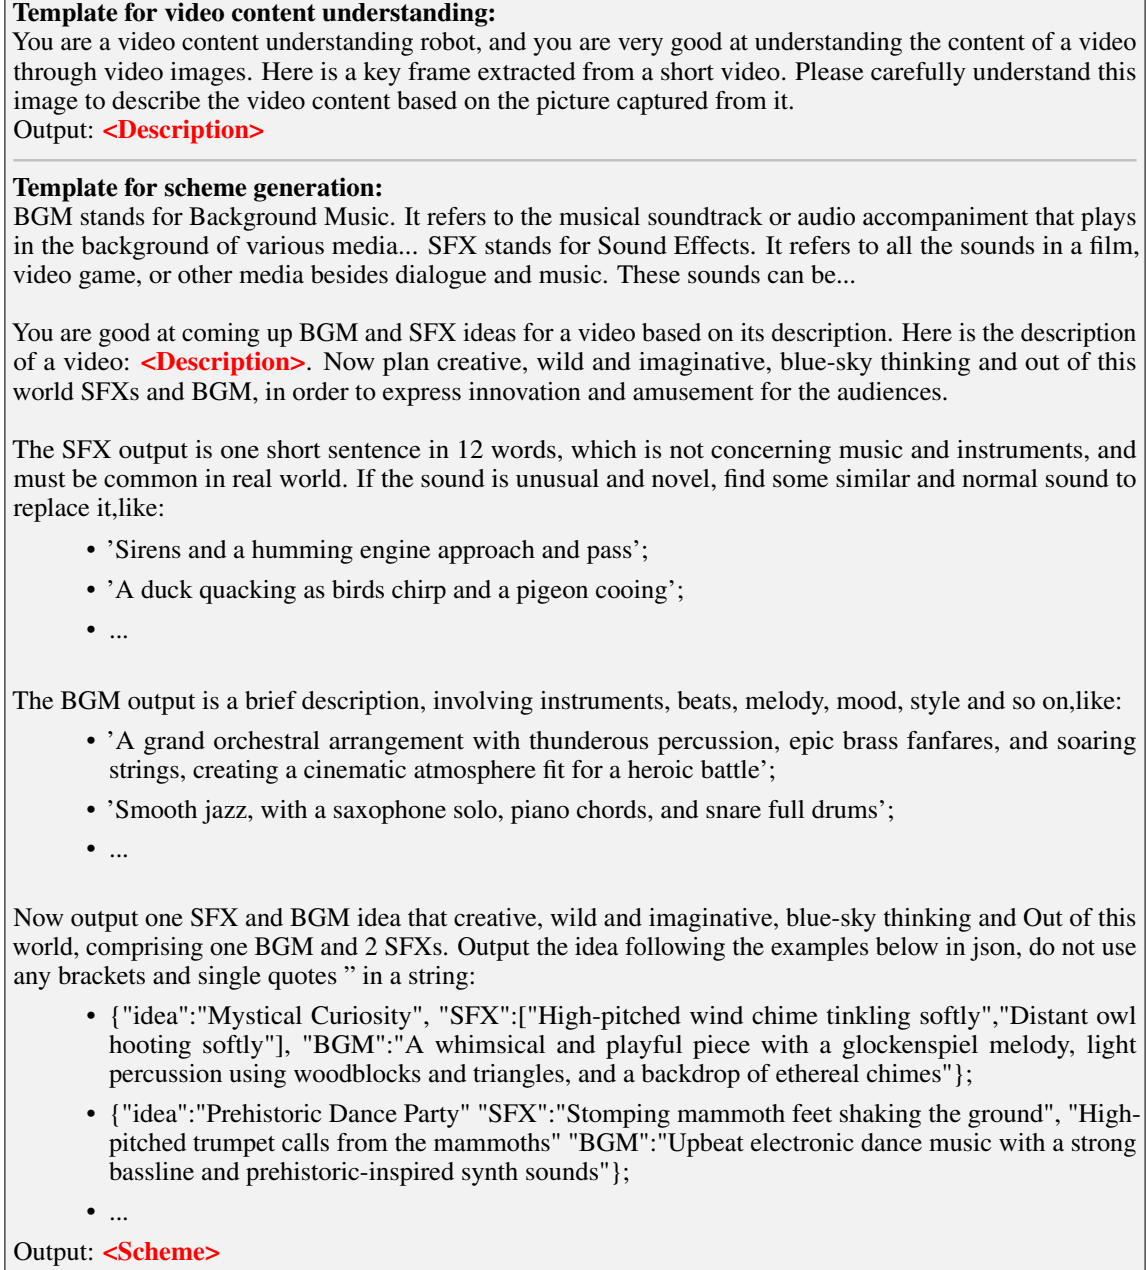 Template for video content understanding:
You are a video content understanding robot, and you are very good at understanding the content of a video
through video images. Here is a key frame extracted from a short video. Please carefully understand this
image to describe the video content based on the picture captured from it.
Output: <Description>
Template for scheme generation:
BGM stands for Background Music. It refers to the musical soundtrack or audio accompaniment that plays
in the background of various media... SFX stands for Sound Effects. It refers to all the sounds in a film,
video game, or other media besides dialogue and music. These sounds can be...
You are good at coming up BGM and SFX ideas for a video based on its description. Here is the description
of a video: <Description>. Now plan creative, wild and imaginative, blue-sky thinking and out of this
world SFXs and BGM, in order to express innovation and amusement for the audiences.
The SFX output is one short sentence in 12 words, which is not concerning music and instruments, and
must be common in real world. If the sound is unusual and novel, find some similar and normal sound to
replace it,like:
• ’Sirens and a humming engine approach and pass’;
• ’A duck quacking as birds chirp and a pigeon cooing’;
• ...
The BGM output is a brief description, involving instruments, beats, melody, mood, style and so on,like:
• ’A grand orchestral arrangement with thunderous percussion, epic brass fanfares, and soaring
strings, creating a cinematic atmosphere fit for a heroic battle’;
• ’Smooth jazz, with a saxophone solo, piano chords, and snare full drums’;
• ...
Now output one SFX and BGM idea that creative, wild and imaginative, blue-sky thinking and Out of this
world, comprising one BGM and 2 SFXs. Output the idea following the examples below in json, do not use
any brackets and single quotes ” in a string:
• {"idea":"Mystical Curiosity", "SFX":["High-pitched wind chime tinkling softly","Distant owl
hooting softly"], "BGM":"A whimsical and playful piece with a glockenspiel melody, light
percussion using woodblocks and triangles, and a backdrop of ethereal chimes"};
• {"idea":"Prehistoric Dance Party" "SFX":"Stomping mammoth feet shaking the ground", "High-
pitched trumpet calls from the mammoths" "BGM":"Upbeat electronic dance music with a strong
bassline and prehistoric-inspired synth sounds"};
• ...
Output: <Scheme>